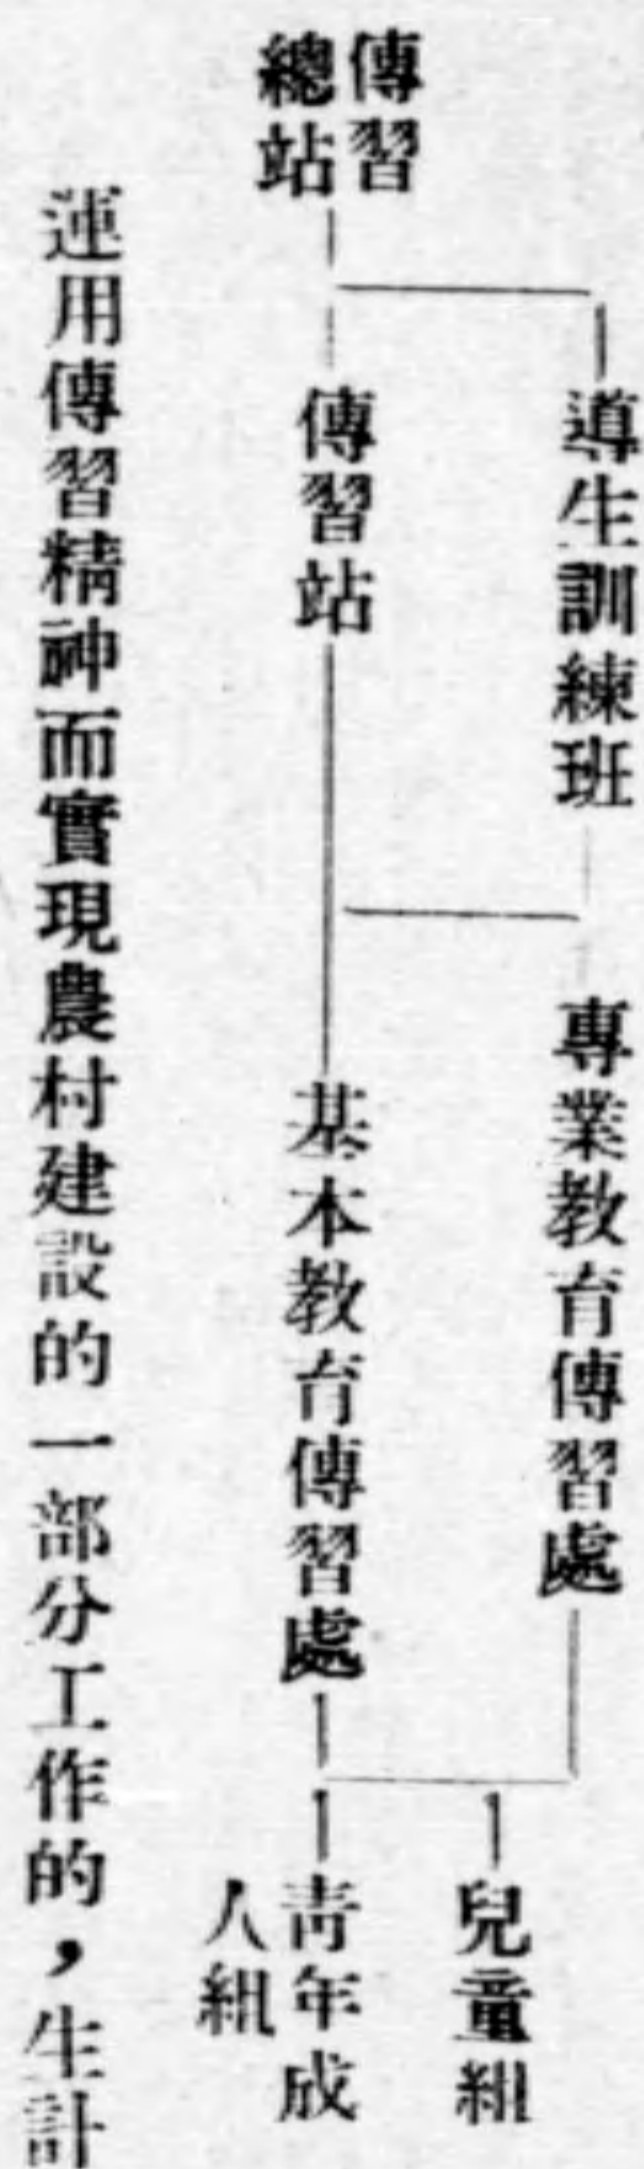 傳習
總站
導生訓練班
傳習站
專業教育傳習處
基本教育傳習處
兒童組
青年成
人組
運用傳習精神而實現農村建設的一部分工作的，生計